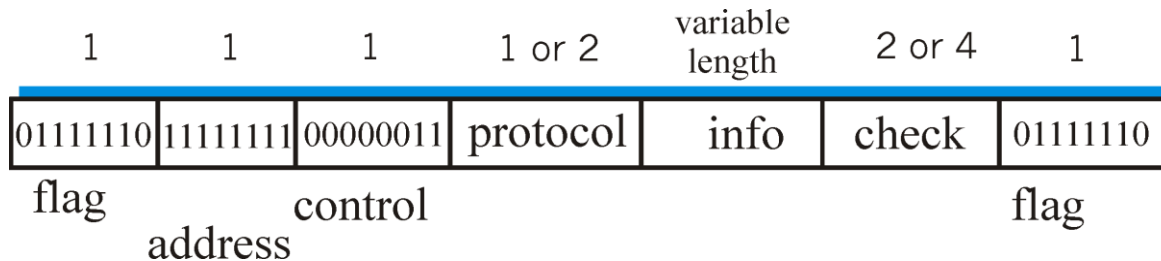 1 1 1 1 or 2 variable length 2 or 4 1
01111110 11111111 00000011 protocol info check 01111110
flag address control flag